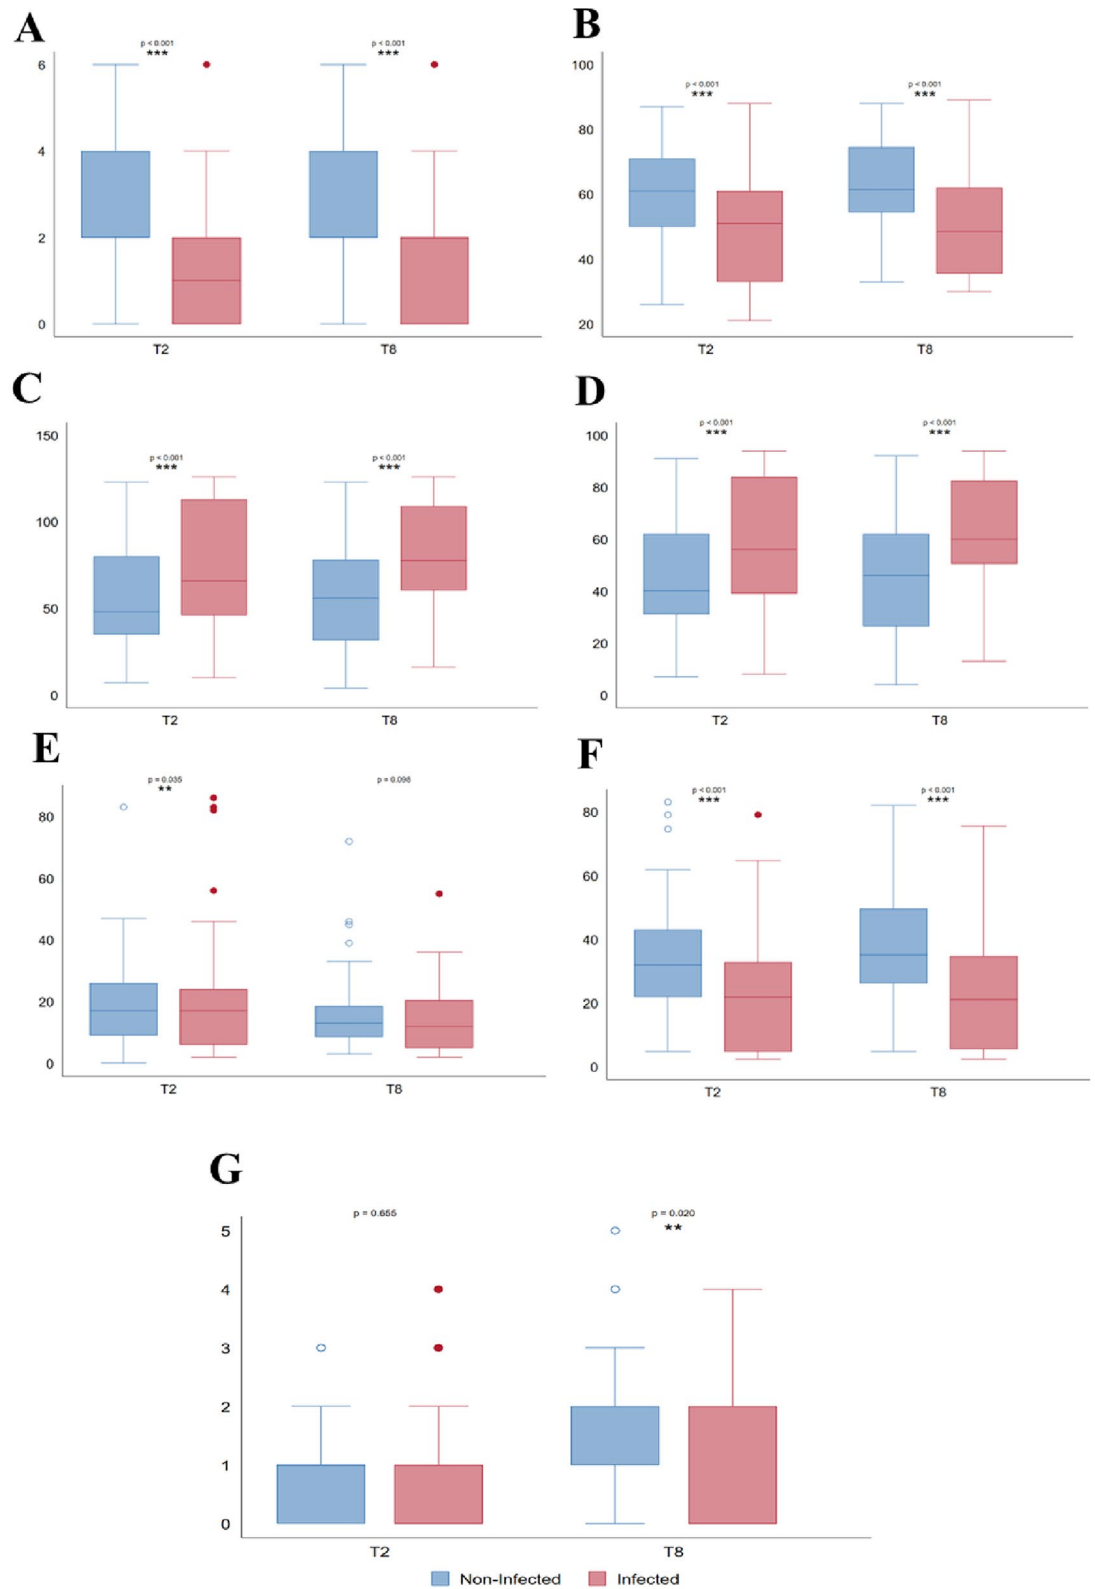 A
B
p < 0.001
p < 0.001
***
***
6
4
2
0
T2
T8
p < 0.001
p < 0.001
***
***
100
80
60
40
20
T2
T8
C
D
p < 0.001
p < 0.001
***
***
150
100
50
0
T2
T8
p < 0.001
p < 0.001
***
***
100
80
60
40
20
0
T2
T8
E
F
p = 0.035
p = 0.098
**
80
60
40
20
0
T2
T8
p < 0.001
p < 0.001
***
***
80
60
40
20
0
T2
T8
G
p = 0.655
p = 0.020
**
5
4
3
2
1
0
T2
T8
Non-Infected
Infected